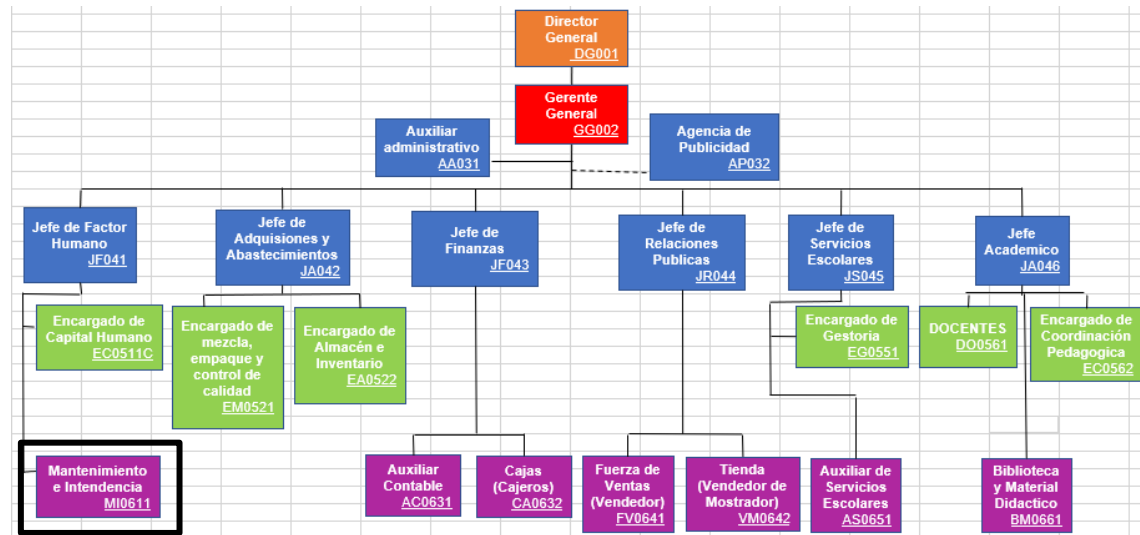 Director
General
DG001
Gerente
General
GG002
Auxiliar
administrativo
AA031
Agencia de
Publicidad
AP032
Jefe de Factor
Humano
JF041
Jefe de
Adquisiones y
Abastecimientos
JA042
Jefe de
Finanzas
JF043
Jefe de
Relaciones
Publicas
JR044
Jefe de
Servicios
Escolares
JS045
Jefe
Academico
JA046
Encargado de
Capital Humano
EC0511C
Encargado de
mezcla,
empaque y
control de
calidad
EM0521
Encargado de
Almacén e
Inventario
EA0522
Encargado de
Gestoria
EG0551
DOCENTES
DO0561
Encargado de
Coordinación
Pedagogica
EC0562
Mantenimiento
e Intendencia
MI0611
Auxiliar
Contable
AC0631
Cajas
(Cajeros)
CA0632
Fuerza de
Ventas
(Vendedor)
FV0641
Tienda
(Vendedor de
Mostrador)
VM0642
Auxiliar de
Servicios
Escolares
AS0651
Biblioteca
y Material
Didactico
BM0661